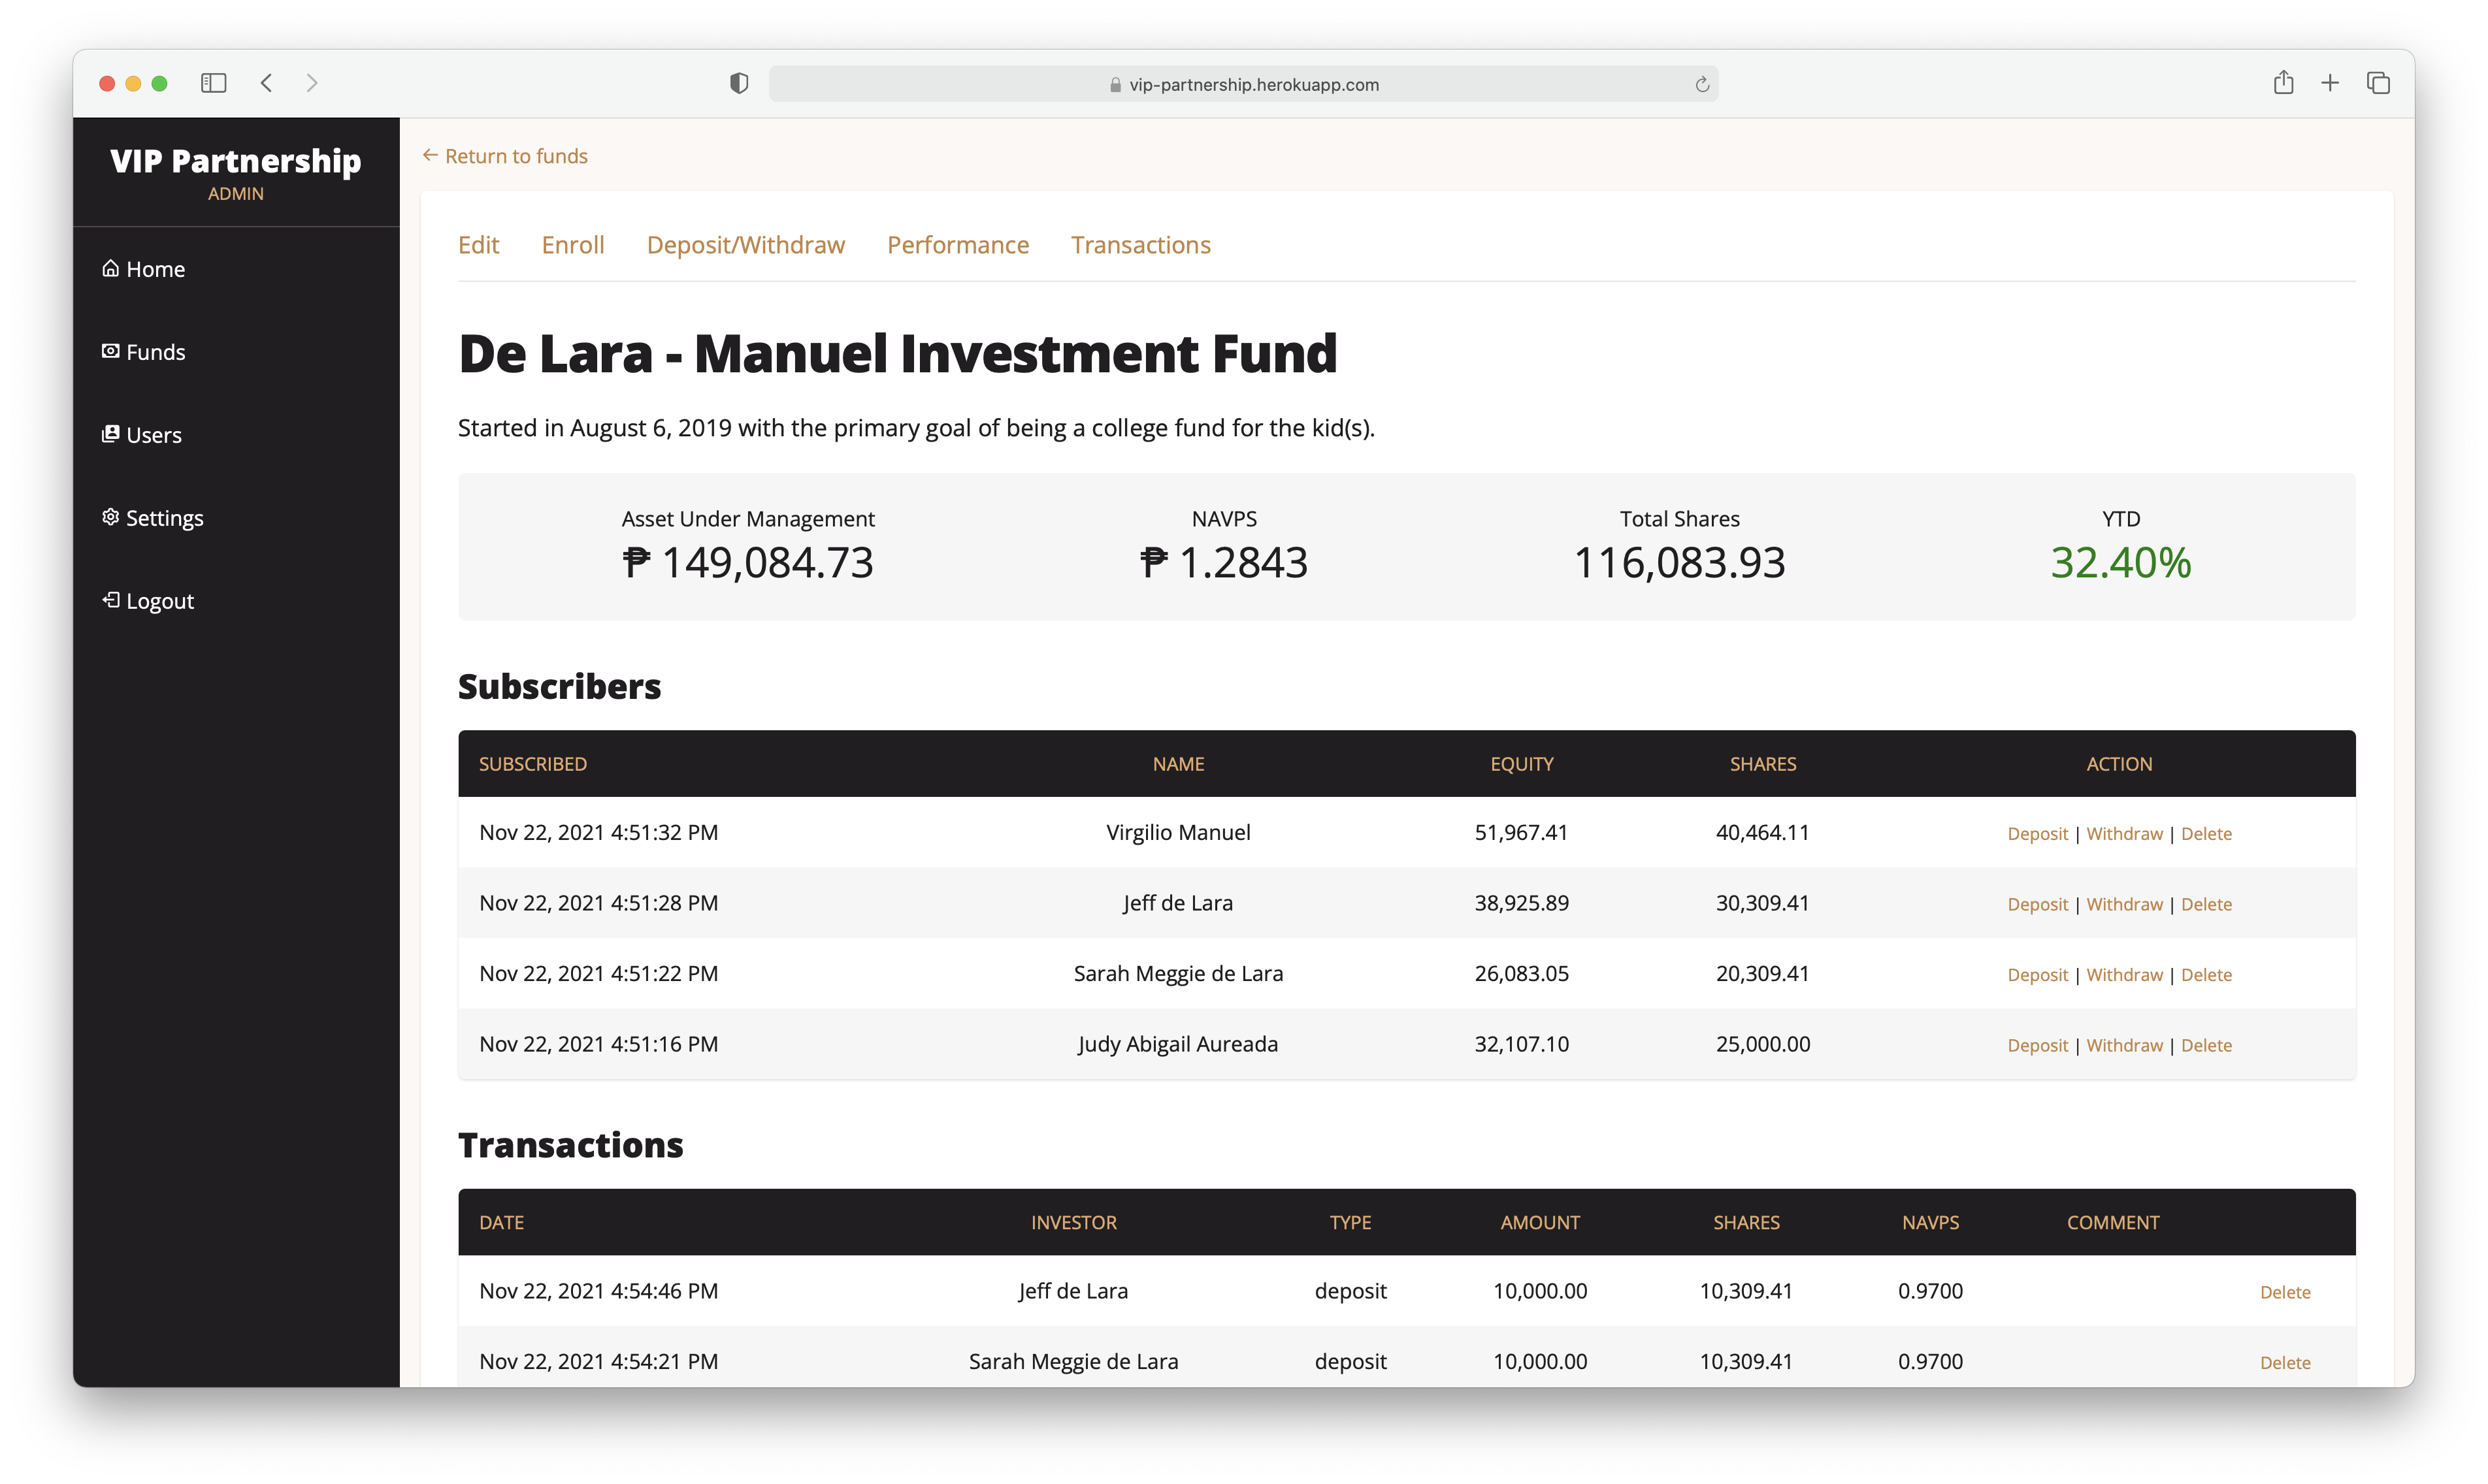 vip-partnership.herokuapp.com
VIP Partnership
ADMIN
Home
Funds
Users
Settings
Logout
← Return to funds
Edit Enroll Deposit/Withdraw Performance Transactions
De Lara - Manuel Investment Fund
Started in August 6, 2019 with the primary goal of being a college fund for the kid(s).
Asset Under Management NAVPS Total Shares YTD
₱ 149,084.73 ₱ 1.2843 116,083.93 32.40%
Subscribers
SUBSCRIBED NAME EQUITY SHARES ACTION
Nov 22, 2021 4:51:32 PM Virgilio Manuel 51,967.41 40,464.11 Deposit | Withdraw | Delete
Nov 22, 2021 4:51:28 PM Jeff de Lara 38,925.89 30,309.41 Deposit | Withdraw | Delete
Nov 22, 2021 4:51:22 PM Sarah Meggie de Lara 26,083.05 20,309.41 Deposit | Withdraw | Delete
Nov 22, 2021 4:51:16 PM Judy Abigail Aureada 32,107.10 25,000.00 Deposit | Withdraw | Delete
Transactions
DATE INVESTOR TYPE AMOUNT SHARES NAVPS COMMENT
Nov 22, 2021 4:54:46 PM Jeff de Lara deposit 10,000.00 10,309.41 0.9700 Delete
Nov 22, 2021 4:54:21 PM Sarah Meggie de Lara deposit 10,000.00 10,309.41 0.9700 Delete